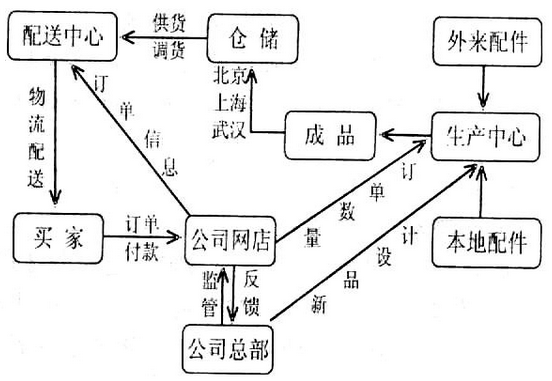 配送中心
供货
调货
仓储
外来配件
物流配送
订单信息
北京
上海
武汉
成品
生产中心
买家
订单
付款
公司网店
订单数量
本地配件
监管
反馈
新品设计
公司总部